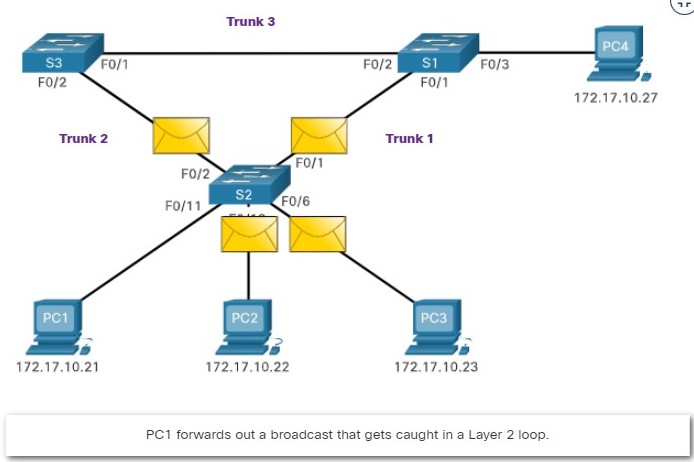 Trunk 3
S3
F0/1
F0/2
F0/2
S1
F0/3
F0/1
PC4
172.17.10.27
Trunk 2
Trunk 1
F0/2
F0/1
S2
F0/11
F0/6
PC1
PC2
PC3
172.17.10.21
172.17.10.22
172.17.10.23
PC1 forwards out a broadcast that gets caught in a Layer 2 loop.